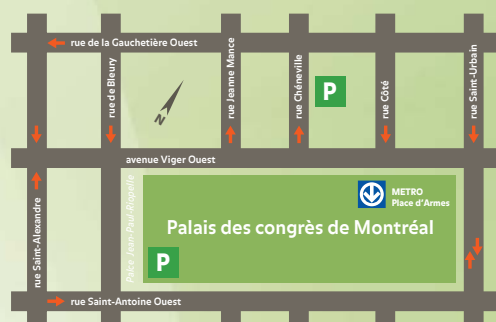 rue de la Gauchetière Ouest
rue de Bleury
rue Jeanne Mance
rue Chéneville
rue Côté
rue Saint-Urbain
P
N
avenue Viger Ouest
rue Saint-Alexandre
Palce Jean-Paul-Riopelle
METRO
Place d'Armes
Palais des congrès de Montréal
P
rue Saint-Antoine Ouest